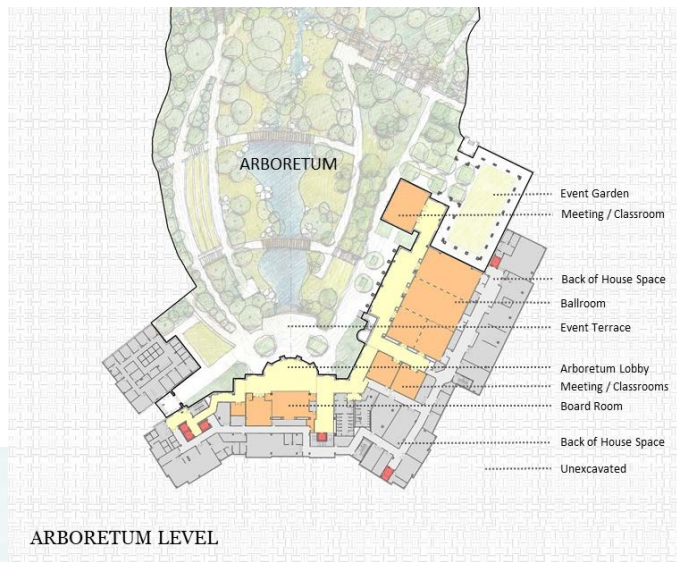 ARBORETUM
Event Garden
Meeting / Classroom
Back of House Space
Ballroom
Event Terrace
Arboretum Lobby
Meeting / Classrooms
Board Room
Back of House Space
Unexcavated
ARBORETUM LEVEL